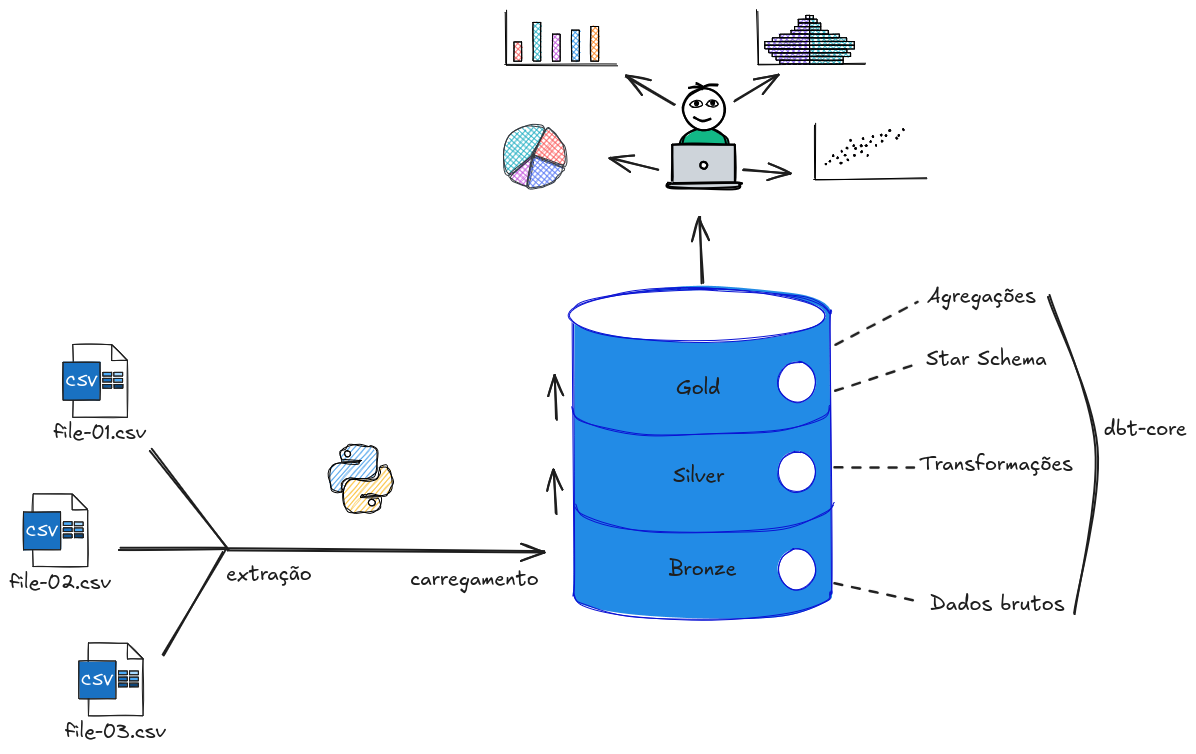 Agregações
Star Schema
Gold
dbt-core
CSV
file-01.csv
Silver
Transformações
CSV
file-02.csv
extração
carregamento
Bronze
Dados brutos
CSV
file-03.csv